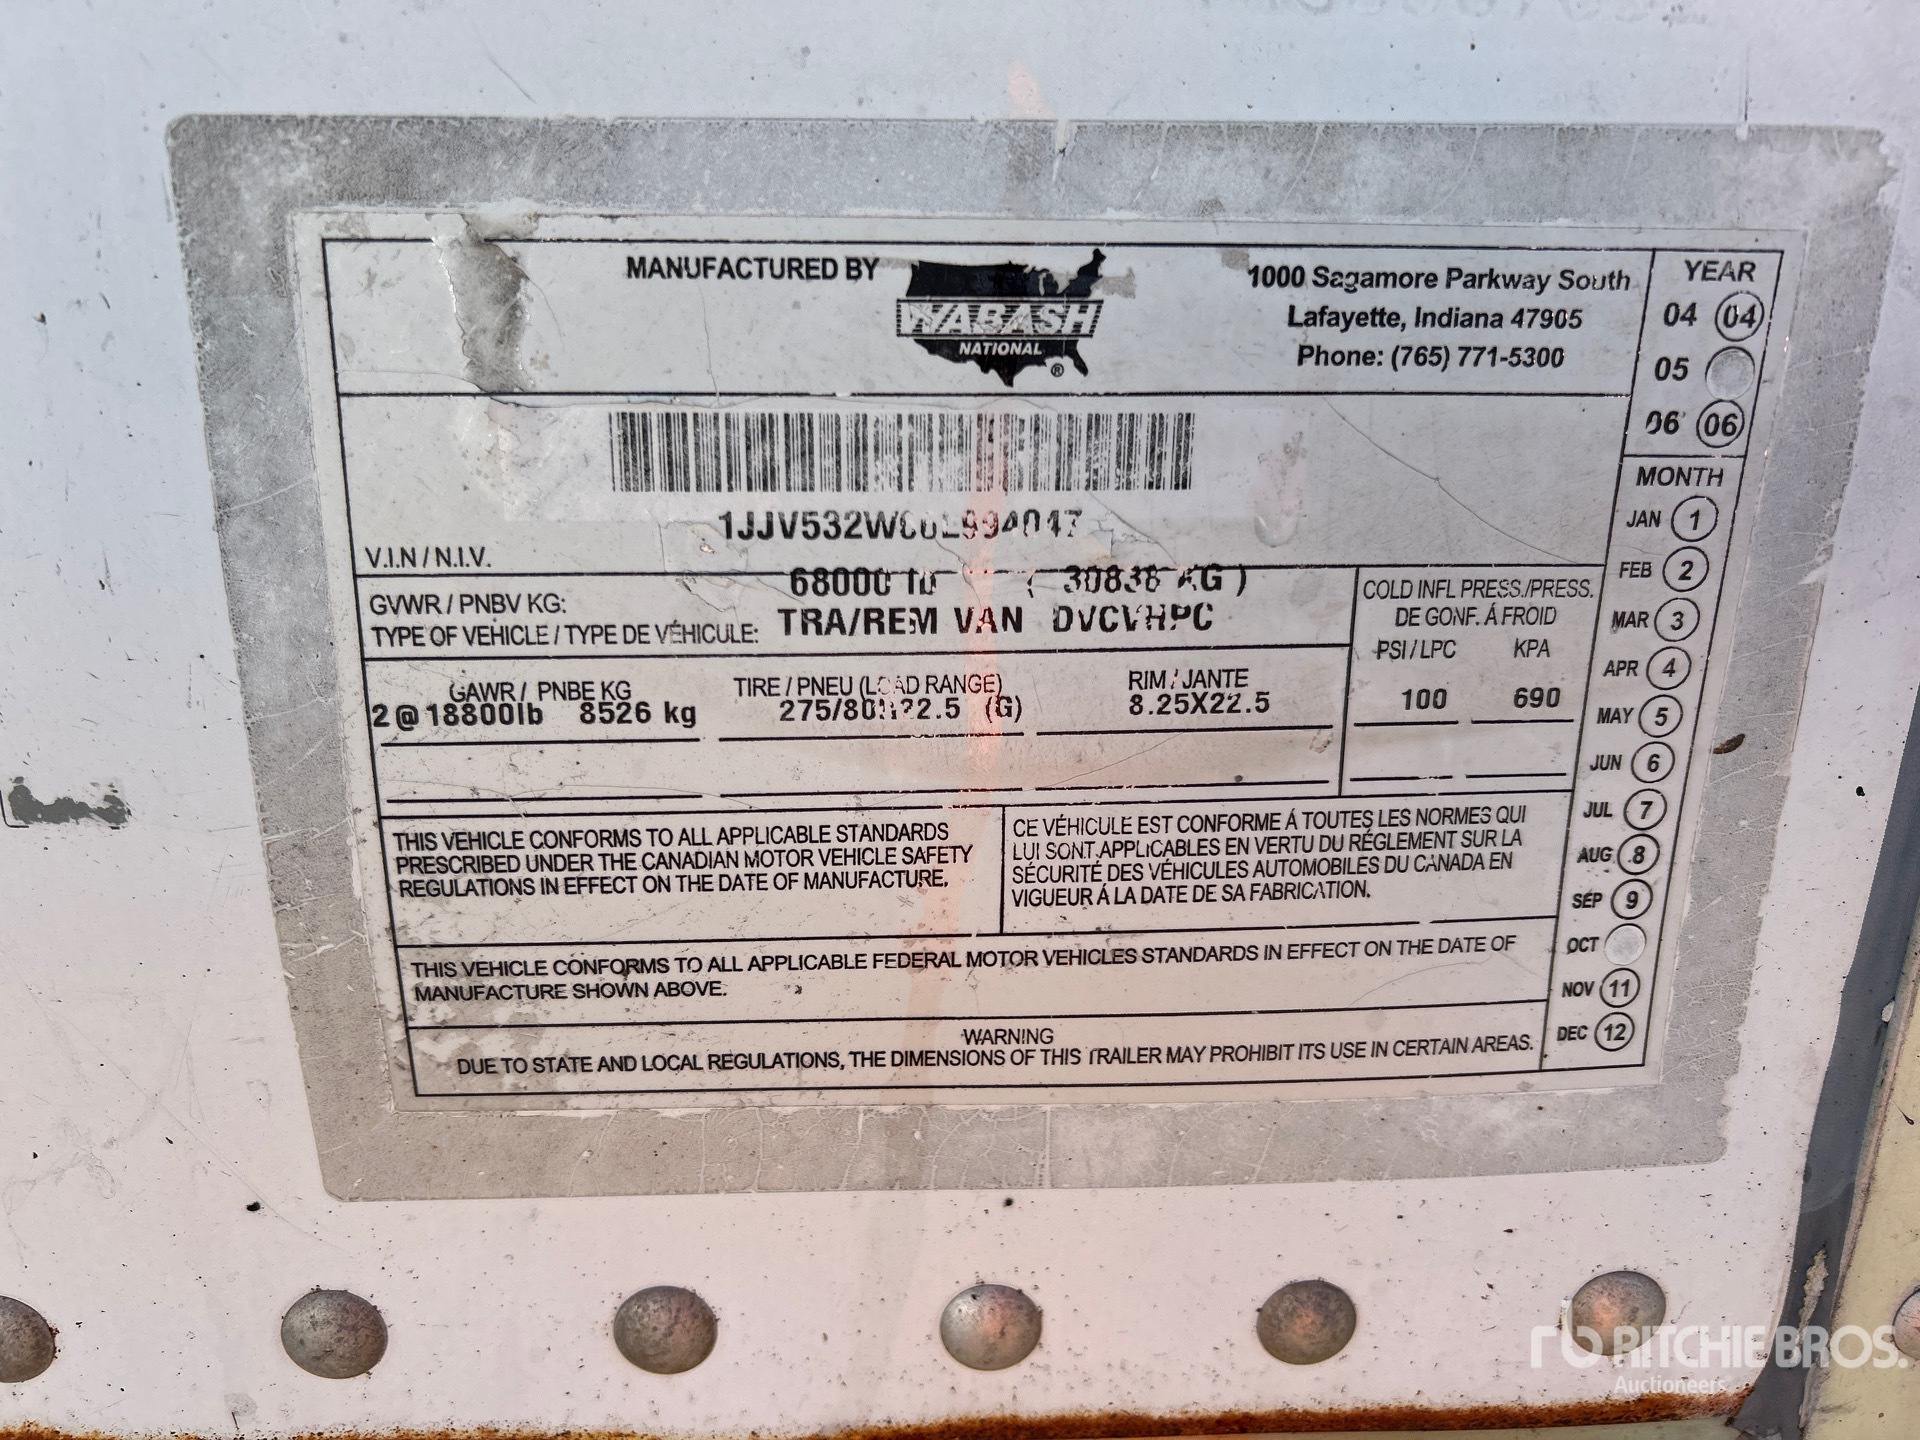 MANUFACTURED BY
WABASH
NATIONAL
®
1000 Sagamore Parkway South
Lafayette, Indiana 47905
Phone: (765) 771-5300
YEAR
04 04
05
06 06
V.I.N / N.I.V.
GVWR / PNBV KG: 68000 lb ( 30836 KG )
TYPE OF VEHICLE / TYPE DE VÉHICULE: TRA/REM VAN DVCVHPC
COLD INFL PRESS./PRESS.
DE GONF. Á FROID
PSI / LPC KPA
100 690
GAWR / PNBE KG
2 @ 18800lb 8526 kg
TIRE / PNEU (LOAD RANGE)
275/80R22.5 (G)
RIM / JANTE
8.25X22.5
THIS VEHICLE CONFORMS TO ALL APPLICABLE STANDARDS
PRESCRIBED UNDER THE CANADIAN MOTOR VEHICLE SAFETY
REGULATIONS IN EFFECT ON THE DATE OF MANUFACTURE.
CE VÉHICULE EST CONFORME Á TOUTES LES NORMES QUI
LUI SONT APPLICABLES EN VERTU DU RÉGLEMENT SUR LA
SÉCURITÉ DES VÉHICULES AUTOMOBILES DU CANADA EN
VIGUEUR Á LA DATE DE SA FABRICATION.
THIS VEHICLE CONFORMS TO ALL APPLICABLE FEDERAL MOTOR VEHICLES STANDARDS IN EFFECT ON THE DATE OF
MANUFACTURE SHOWN ABOVE.
WARNING
DUE TO STATE AND LOCAL REGULATIONS, THE DIMENSIONS OF THIS TRAILER MAY PROHIBIT ITS USE IN CERTAIN AREAS.
MONTH
JAN 1
FEB 2
MAR 3
APR 4
MAY 5
JUN 6
JUL 7
AUG 8
SEP 9
OCT
NOV 11
DEC 12
rb RITCHIE BROS.
Auctioneers